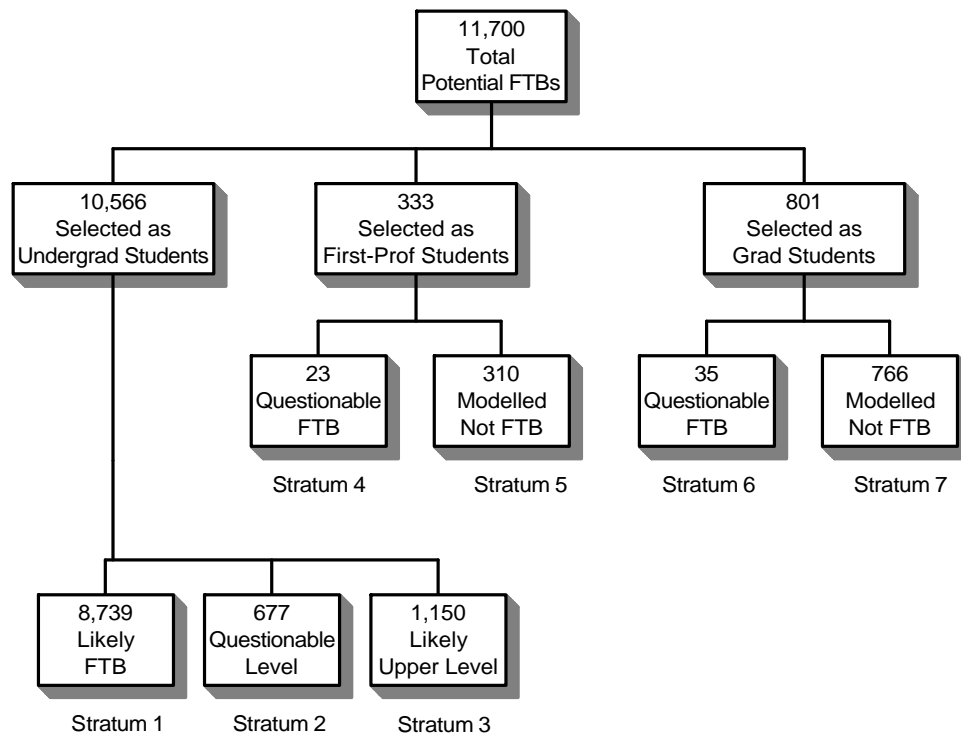 11,700
Total
Potential FTBs
10,566
Selected as
Undergrad Students
333
Selected as
First-Prof Students
801
Selected as
Grad Students
23
Questionable
FTB
310
Modelled
Not FTB
35
Questionable
FTB
766
Modelled
Not FTB
Stratum 4
Stratum 5
Stratum 6
Stratum 7
8,739
Likely
FTB
677
Questionable
Level
1,150
Likely
Upper Level
Stratum 1
Stratum 2
Stratum 3